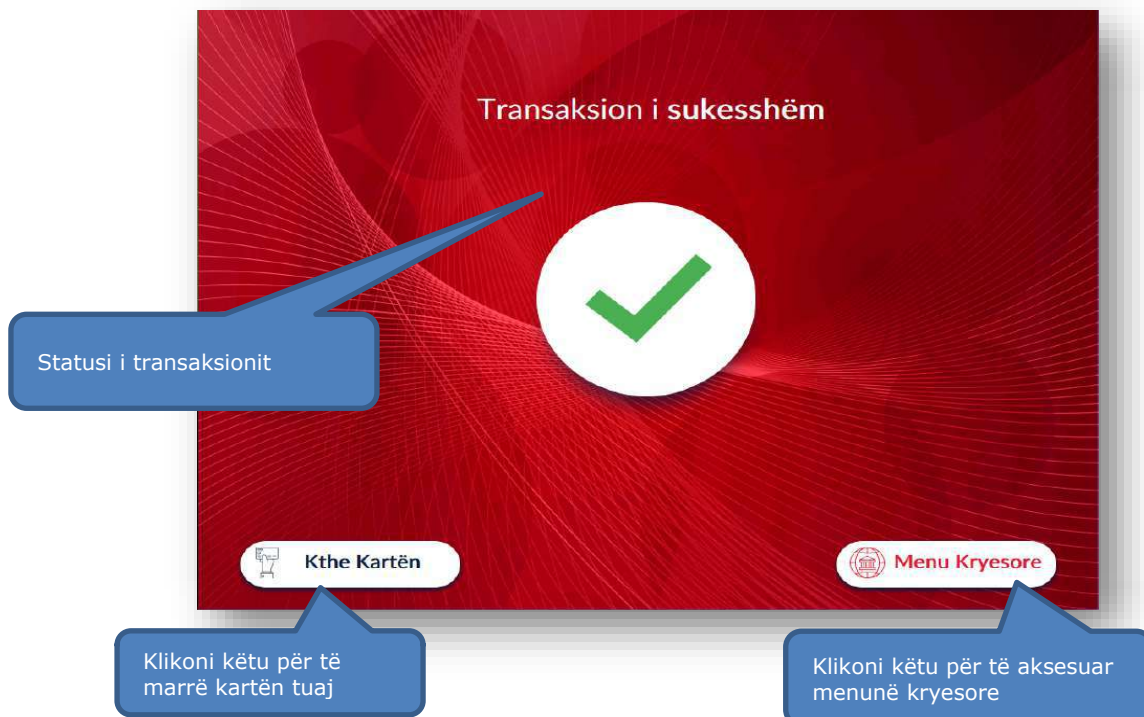 Transaksion i sukesshëm
Statusi i transaksionit
Kthe Kartën
Menu Kryesore
Klikoni këtu për të
marrë kartën tuaj
Klikoni këtu për të aksesuar
menunë kryesore